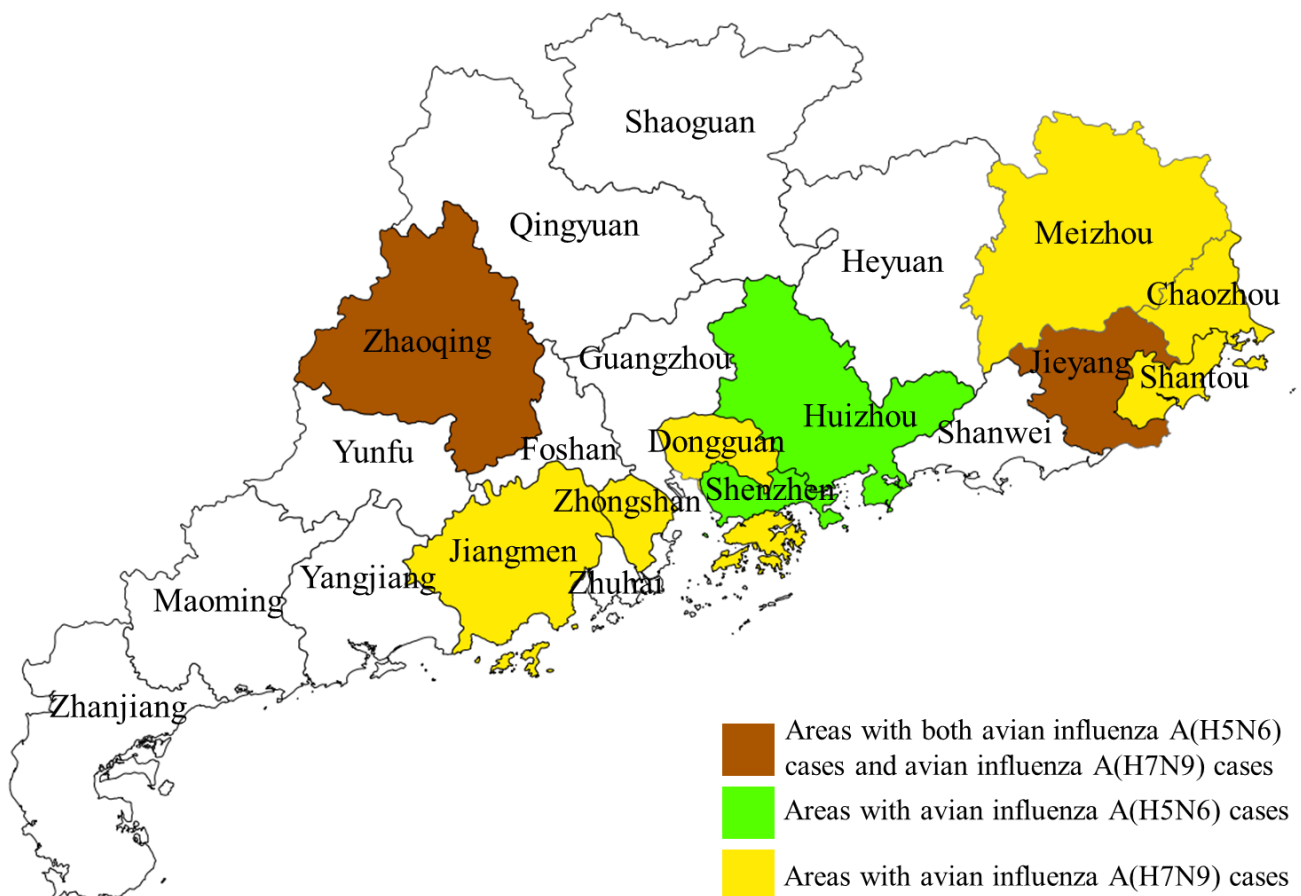 Shaoguan
Qingyuan
Meizhou
Heyuan
Chaozhou
Zhaoqing
Guangzhou
Jieyang
Shantou
Huizhou
Shanwei
Dongguan
Yunfu
Foshan
Shenzhen
Zhongshan
Jiangmen
Yangjiang
Zhuhai
Maoming
Zhanjiang
Areas with both avian influenza A(H5N6)
cases and avian influenza A(H7N9) cases
Areas with avian influenza A(H5N6) cases
Areas with avian influenza A(H7N9) cases